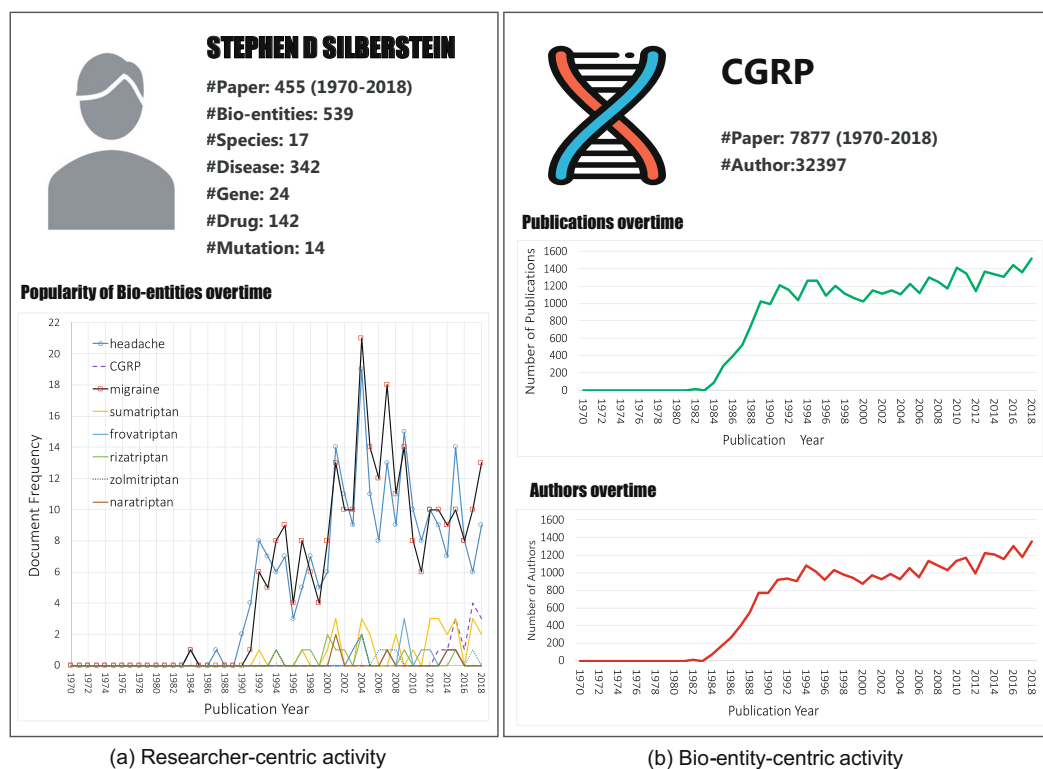 STEPHEN D SILBERSTEIN
#Paper: 455 (1970-2018)
#Bio-entities: 539
#Species: 17
#Disease: 342
#Gene: 24
#Drug: 142
#Mutation: 14
Popularity of Bio-entities overtime
22
20
18
16
14
12
10
8
6
4
2
0
Document Frequency
headache
CGRP
migraine
sumatriptan
frovatriptan
rizatriptan
zolmitriptan
naratriptan
1970 1972 1974 1976 1978 1980 1982 1984 1986 1988 1990 1992 1994 1996 1998 2000 2002 2004 2006 2008 2010 2012 2014 2016 2018
Publication Year
(a) Researcher-centric activity
CGRP
#Paper: 7877 (1970-2018)
#Author:32397
Publications overtime
1600
1400
1200
1000
800
600
400
200
0
Number of Publications
1970 1972 1974 1976 1978 1980 1982 1984 1986 1988 1990 1992 1994 1996 1998 2000 2002 2004 2006 2008 2010 2012 2014 2016 2018
Publication Year
Authors overtime
1600
1400
1200
1000
800
600
400
200
0
Number of Authors
1970 1972 1974 1976 1978 1980 1982 1984 1986 1988 1990 1992 1994 1996 1998 2000 2002 2004 2006 2008 2010 2012 2014 2016 2018
Publication Year
(b) Bio-entity-centric activity